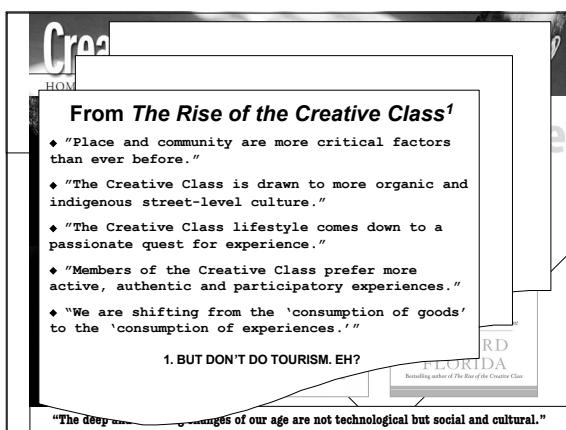 Crea
HOM
From The Rise of the Creative Class1
◆ "Place and community are more critical factors
than ever before."
◆ "The Creative Class is drawn to more organic and
indigenous street-level culture."
◆ "The Creative Class lifestyle comes down to a
passionate quest for experience."
◆ "Members of the Creative Class prefer more
active, authentic and participatory experiences."
◆ "We are shifting from the 'consumption of goods'
to the 'consumption of experiences.'"
1. BUT DON'T DO TOURISM. EH?
RD
FLORIDA
Bestselling author of The Rise of the Creative Class
"The deep and changes of our age are not technological but social and cultural."